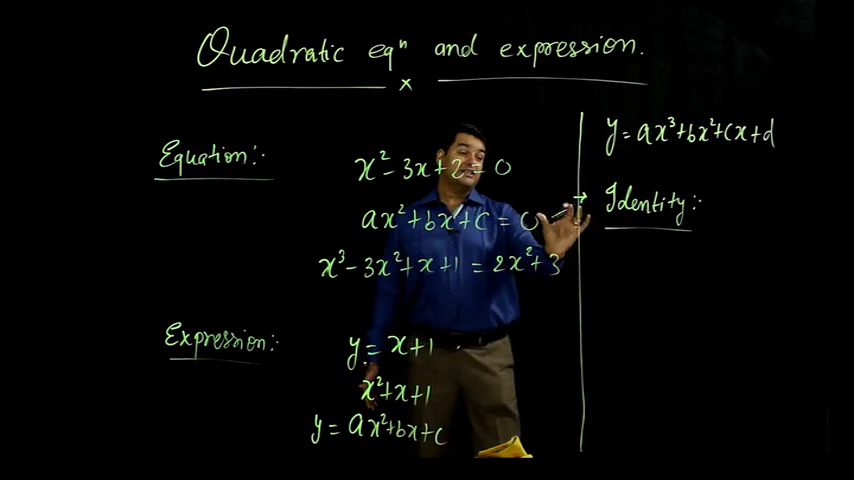 Quadratic eqⁿ and expression.
x
Equation:-
x² - 3x + 2 = 0
ax² + bx + c = 0
x³ - 3x² + x + 1 = 2x² + 3
Expression:-
y = x + 1
x² + x + 1
y = ax² + bx + c
y = ax³ + bx² + cx + d
→ Identity:-